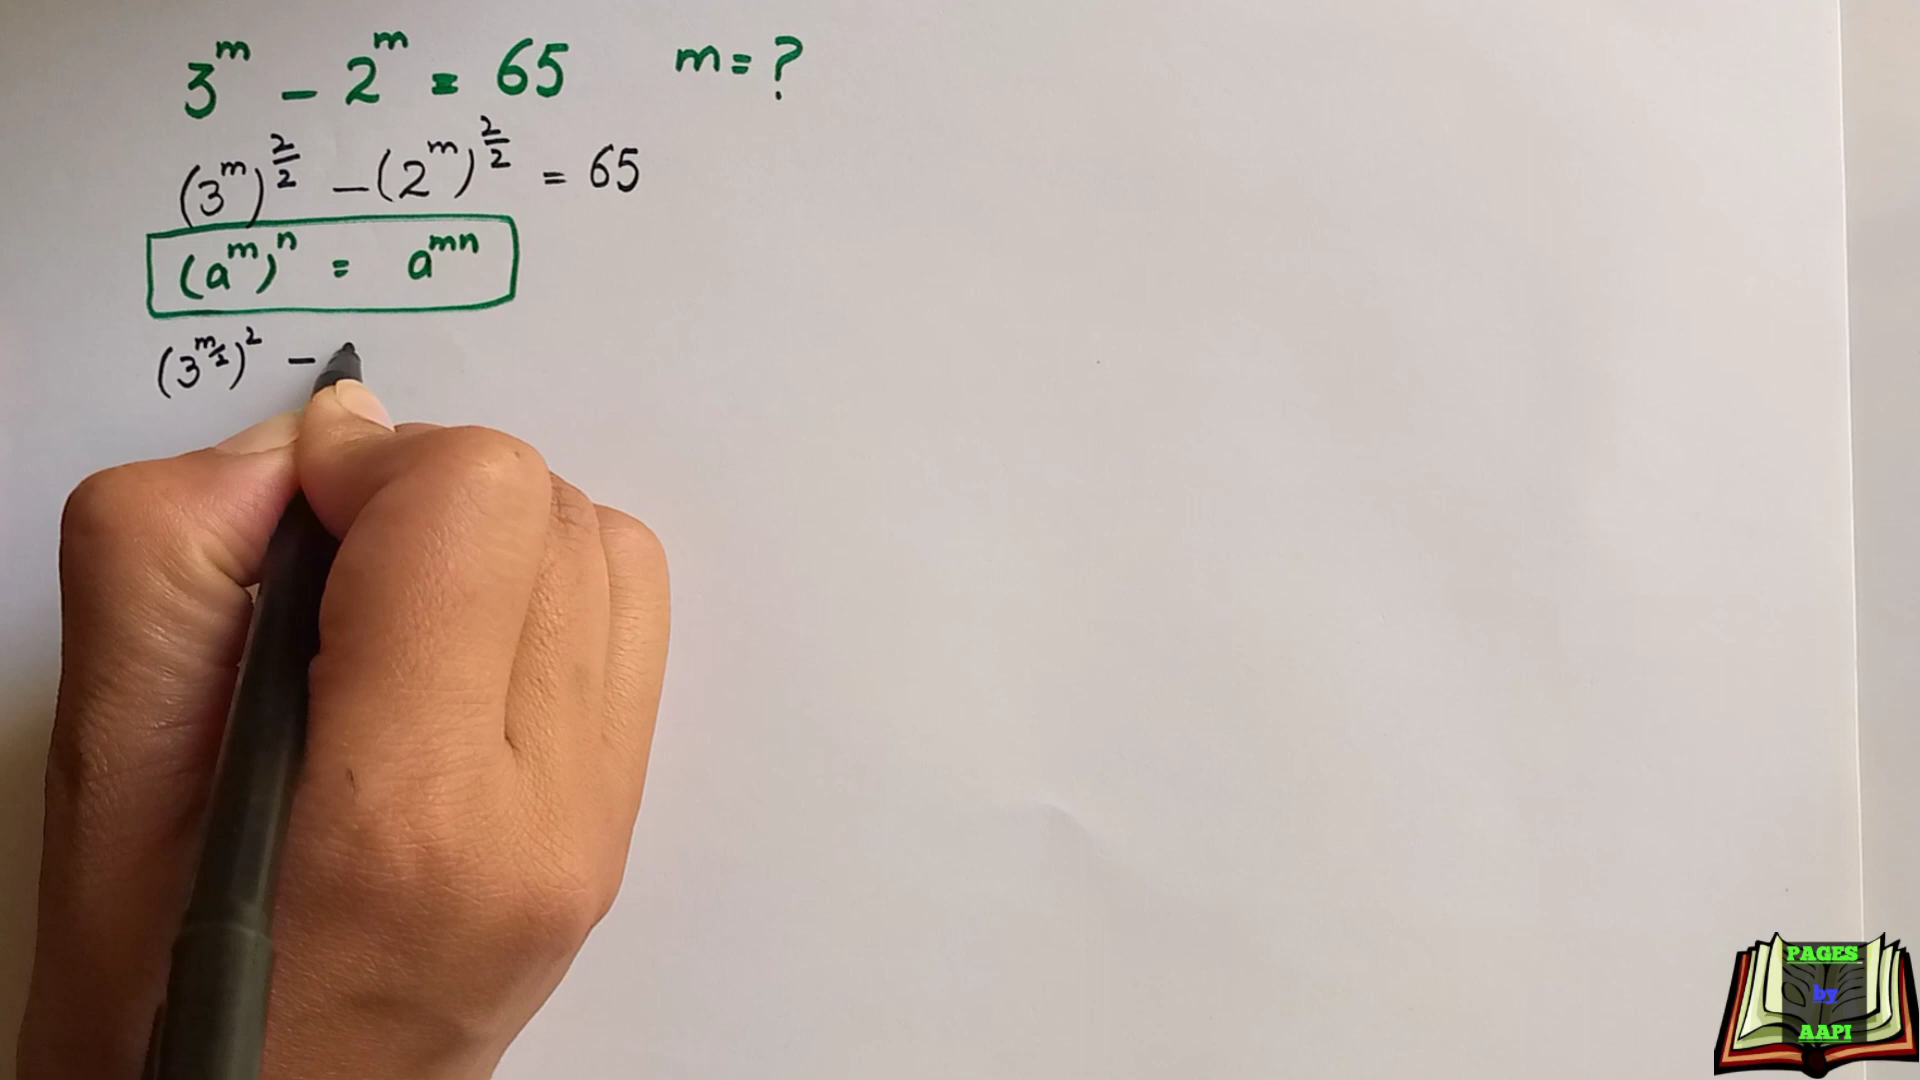 3^m - 2^m = 65 m = ?
(3^m)^(2/2) - (2^m)^(2/2) = 65
(a^m)^n = a^(mn)
(3^(m/2))^2 -
PAGES
by
AAPI